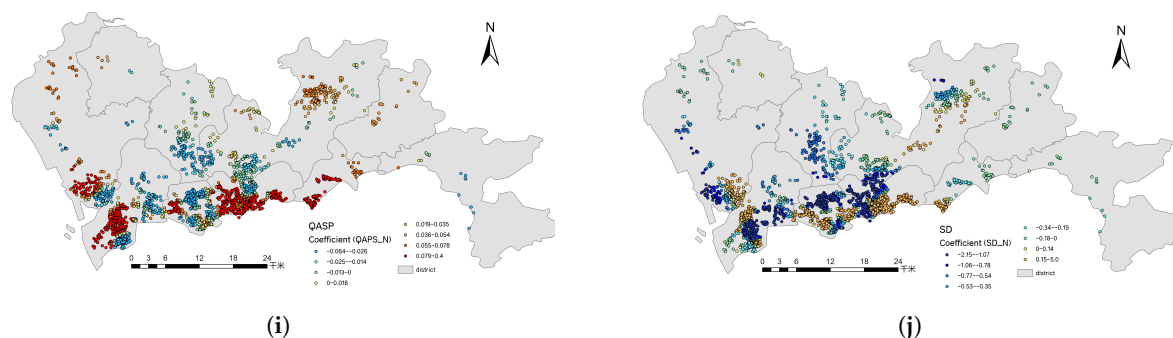 N
QASP
Coefficient (QAPS_N)
−0.064–−0.026
−0.025–−0.014
−0.013–0
0–0.018
0.019–0.035
0.036–0.054
0.055–0.078
0.079–0.4
district
0 3 6 12 18 24 千米
(i)
N
SD
Coefficient (SD_N)
−2.15–−1.07
−1.06–−0.78
−0.77–−0.54
−0.53–−0.35
−0.34–−0.19
−0.18–0
0–0.14
0.15–5.0
district
0 3 6 12 18 24 千米
(j)